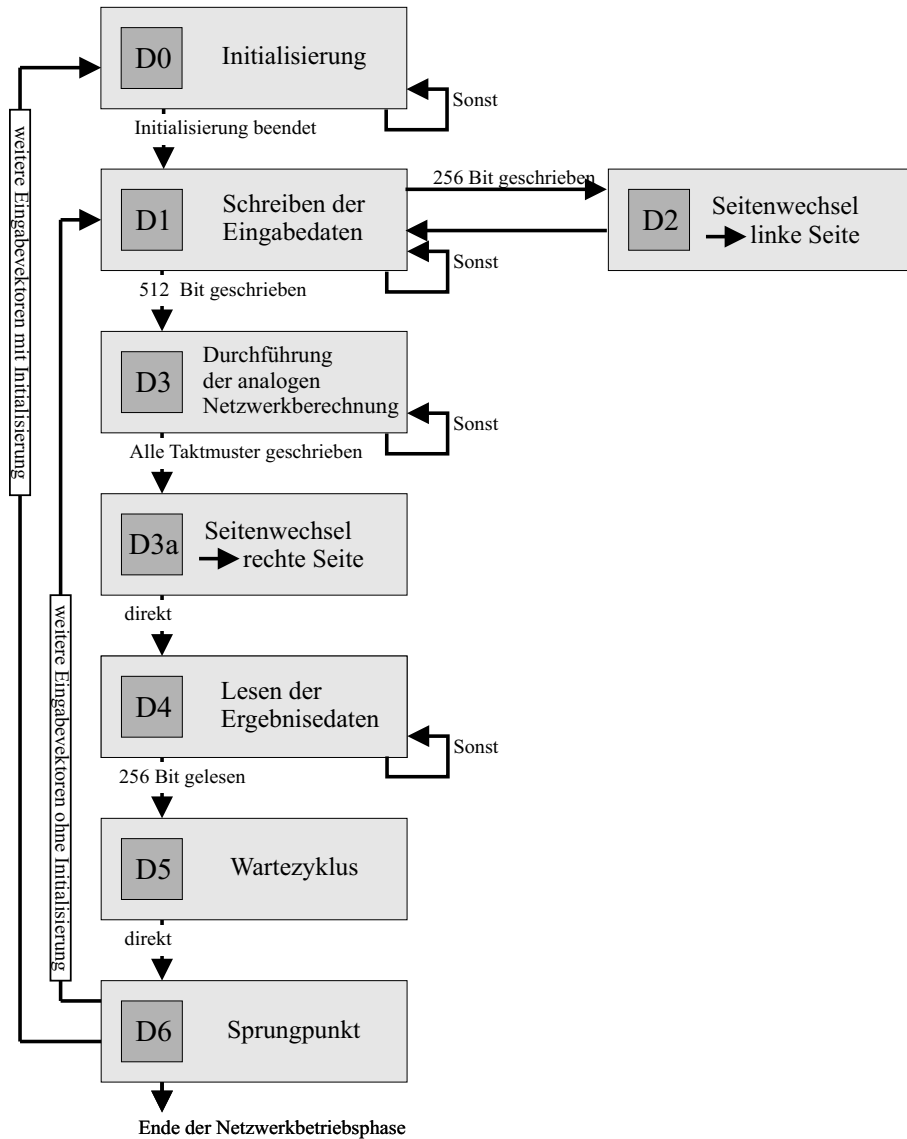 D0
Initialisierung
Sonst
Initialisierung beendet
D1
Schreiben der
Eingabedaten
256 Bit geschrieben
D2
Seitenwechsel
linke Seite
Sonst
512 Bit geschrieben
D3
Durchführung
der analogen
Netzwerkberechnung
Sonst
Alle Taktmuster geschrieben
D3a
Seitenwechsel
rechte Seite
direkt
D4
Lesen der
Ergebnisedaten
Sonst
256 Bit gelesen
D5
Wartezyklus
direkt
D6
Sprungpunkt
Ende der Netzwerkbetriebsphase
weitere Eingabevektoren mit Initialisierung
weitere Eingabevektoren ohne Initialisierung